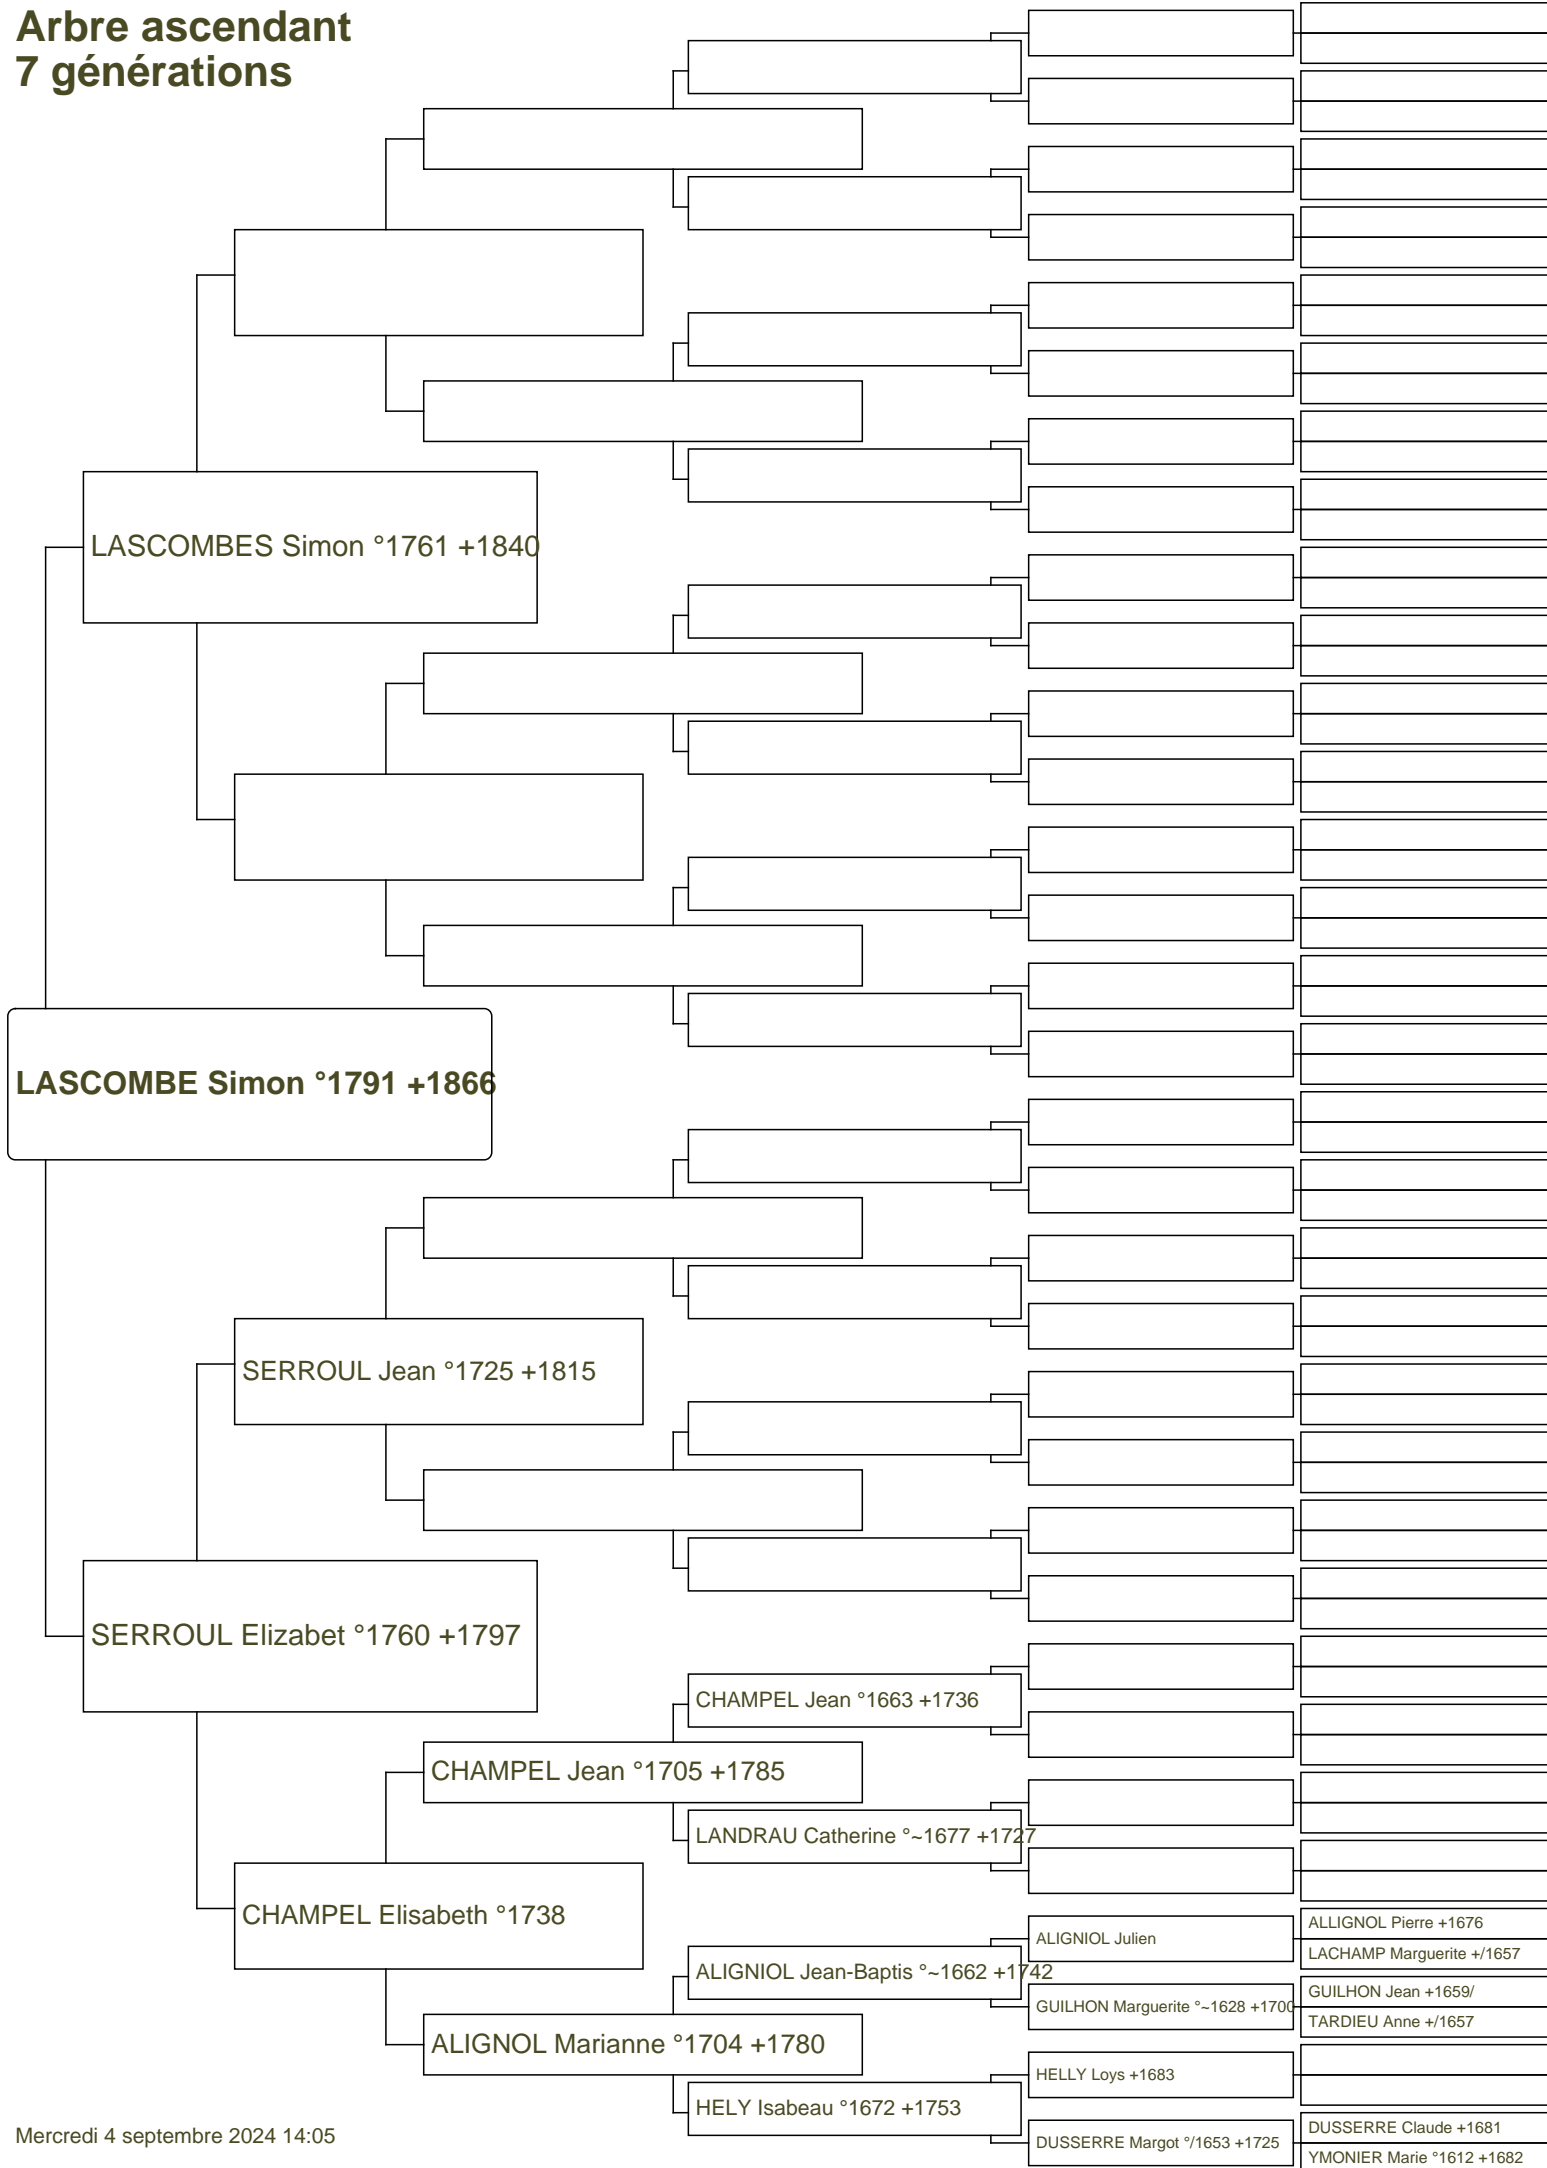 Arbre ascendant
7 générations
LASCOMBES Simon °1761 +1840
LASCOMBE Simon °1791 +1866
SERROUL Jean °1725 +1815
SERROUL Elizabet °1760 +1797
CHAMPEL Jean °1663 +1736
CHAMPEL Jean °1705 +1785
LANDRAU Catherine °~1677 +1727
CHAMPEL Elisabeth °1738
ALLIGNOL Pierre +1676
ALIGNIOL Julien
LACHAMP Marguerite +/1657
ALIGNIOL Jean-Baptis °~1662 +1742
GUILHON Jean +1659/
GUILHON Marguerite °~1628 +1700
TARDIEU Anne +/1657
ALIGNOL Marianne °1704 +1780
HELLY Loys +1683
HELY Isabeau °1672 +1753
DUSSERRE Claude +1681
DUSSERRE Margot °/1653 +1725
YMONIER Marie °1612 +1682
Mercredi 4 septembre 2024 14:05